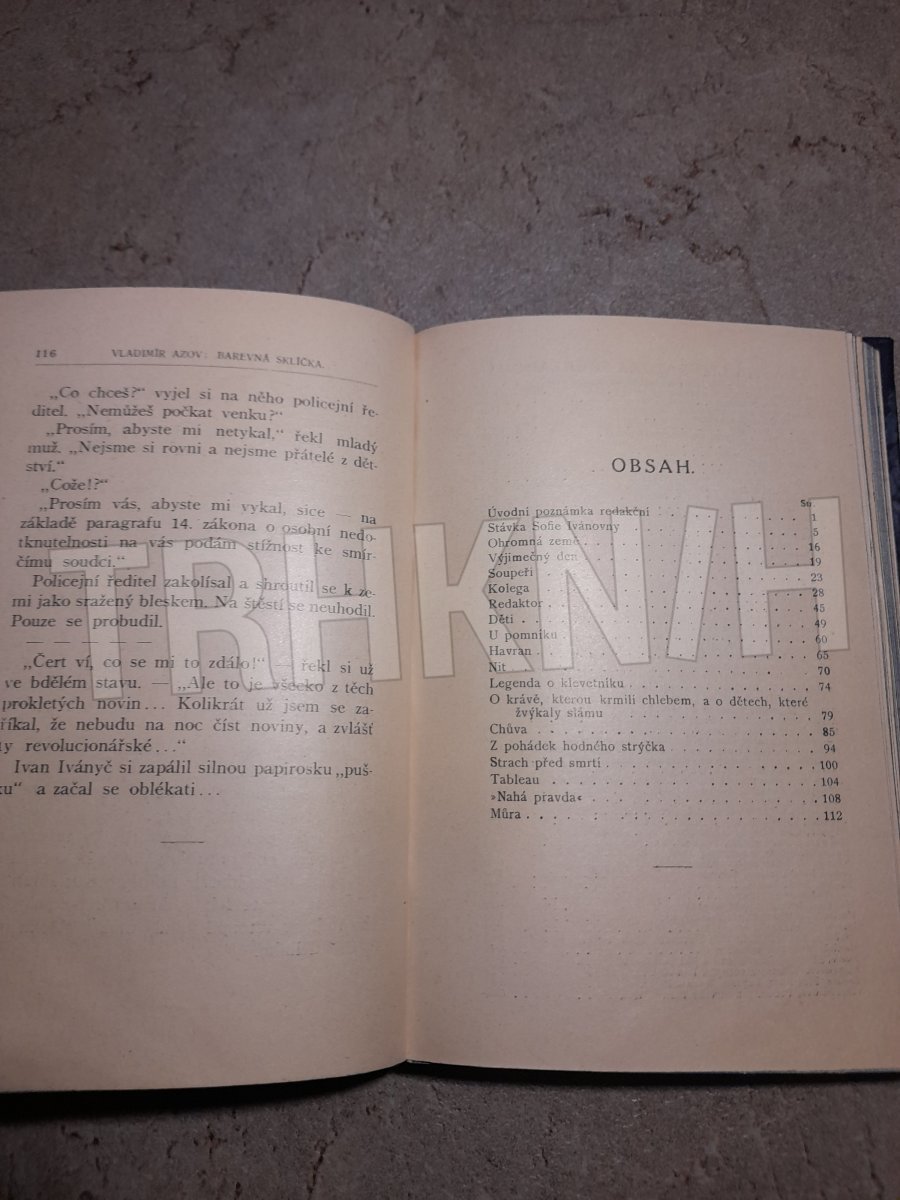 116 VLADIMÍR AZOV: BAREVNÁ SKLÍČKA.
„Co chceš?“ vyjel si na něho policejní ře-
ditel. „Nemůžeš počkat venku?“
„Prosím, abyste mi netykal,“ řekl mladý
muž. „Nejsme si rovni a nejsme přátelé z dět-
ství.“
„Cože!?“
„Prosím vás, abyste mi vykal, sice — na
základě paragrafu 14. zákona o osobní nedo-
tknutelnosti na vás podám stížnost ke smír-
čímu soudci.“
Policejní ředitel zakolísal a shroutil se k ze-
mi jako sražený bleskem. Na štěstí se neuhodil.
Pouze se probudil.
— — — — —
„Čert ví, co se mi to zdálo!“ — řekl si už
ve bdělém stavu. — „Ale to je všecko z těch
prokletých novin... Kolikrát už jsem se za-
říkal, že nebudu na noc číst noviny, a zvlášť
ty revolucionářské...“
Ivan Iványč si zapálil silnou papirosku „puš-
ku“ a začal se oblékati...
OBSAH.
Str.
Úvodní poznámka redakční . . . . . . . . . 1
Stávka Sofie Ivánovny . . . . . . . . . . 5
Ohromná země . . . . . . . . . . . . . 16
Výjimečný den . . . . . . . . . . . . . 19
Soupeři . . . . . . . . . . . . . . . . 23
Kolega . . . . . . . . . . . . . . . . 28
Redaktor . . . . . . . . . . . . . . . 45
Děti . . . . . . . . . . . . . . . . . 49
U pomníku . . . . . . . . . . . . . . . 60
Havran . . . . . . . . . . . . . . . . 65
Nit . . . . . . . . . . . . . . . . . . 70
Legenda o klevetníku . . . . . . . . . . 74
O krávě, kterou krmili chlebem, a o dětech, které
žvýkaly slámu . . . . . . . . . . . . 79
Chůva . . . . . . . . . . . . . . . . . 85
Z pohádek hodného strýčka . . . . . . . . 94
Strach před smrtí . . . . . . . . . . . . 100
Tableau . . . . . . . . . . . . . . . . 104
»Nahá pravda« . . . . . . . . . . . . . 108
Můra . . . . . . . . . . . . . . . . . 112
TRHKNIH